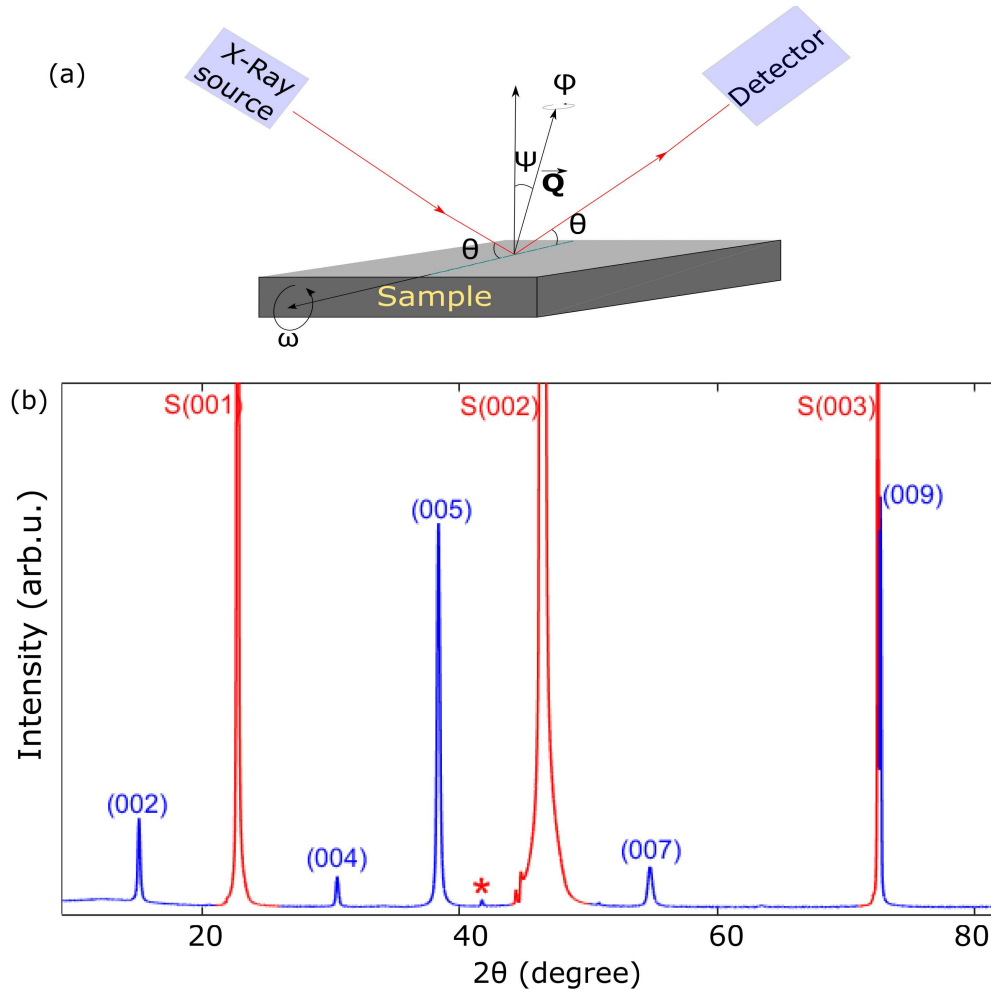 (a)
X-Ray
source
Detector
φ
ψ
Q
θ
θ
Sample
ω
(b)
S(001)
S(002)
S(003)
(009)
(005)
(002)
(004)
(007)
*
Intensity (arb.u.)
20
40
60
80
2θ (degree)